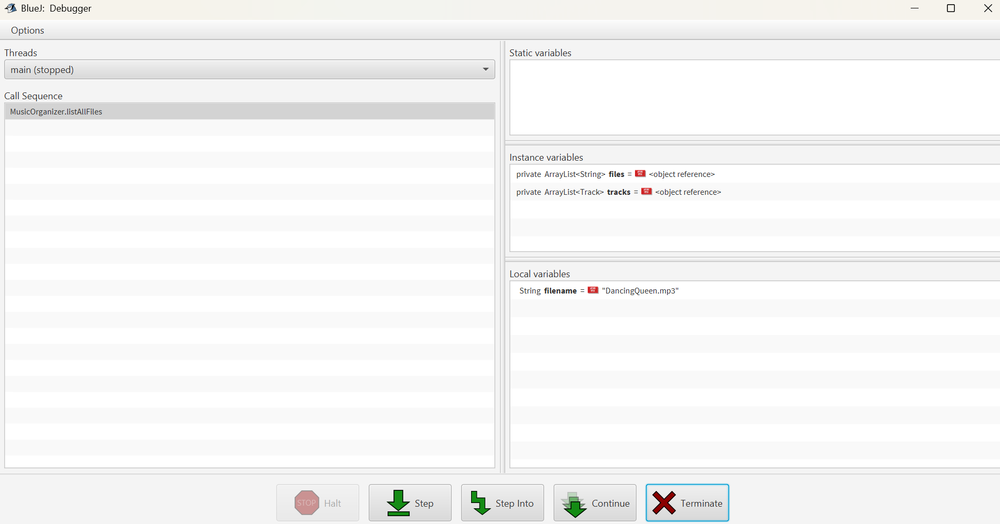 BlueJ: Debugger
Options
Threads
main (stopped)
Call Sequence
MusicOrganizer.listAllFiles
Static variables
Instance variables
private ArrayList<String> files = <object reference>
private ArrayList<Track> tracks = <object reference>
Local variables
String filename = "DancingQueen.mp3"
STOP Halt
Step
Step Into
Continue
Terminate